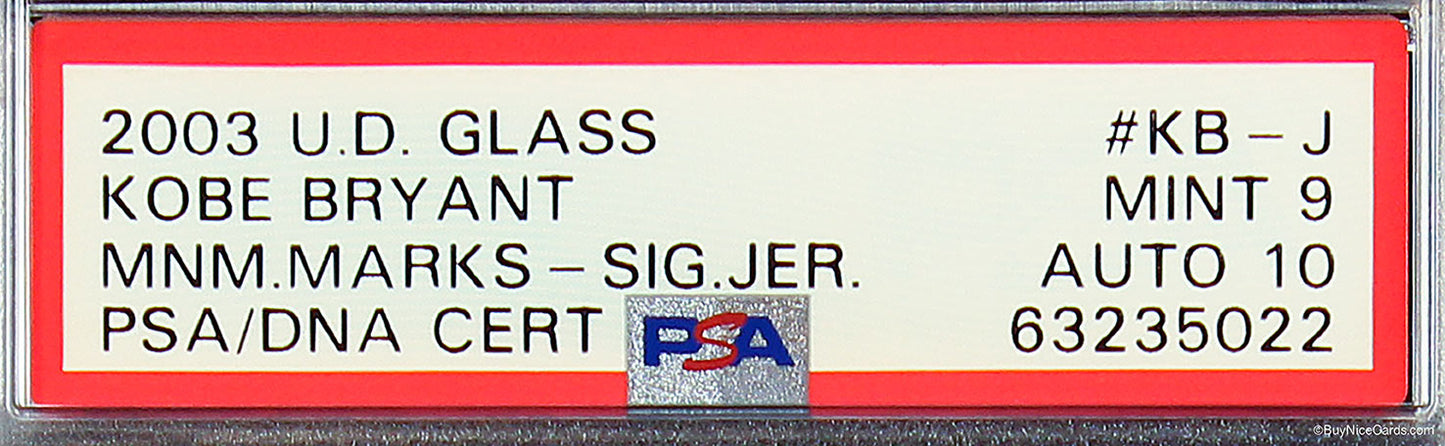 2003 U.D. GLASS #KB-J
KOBE BRYANT MINT 9
MNM.MARKS-SIG.JER. AUTO 10
PSA/DNA CERT 63235022
PSA
©BuyNiceCards.com